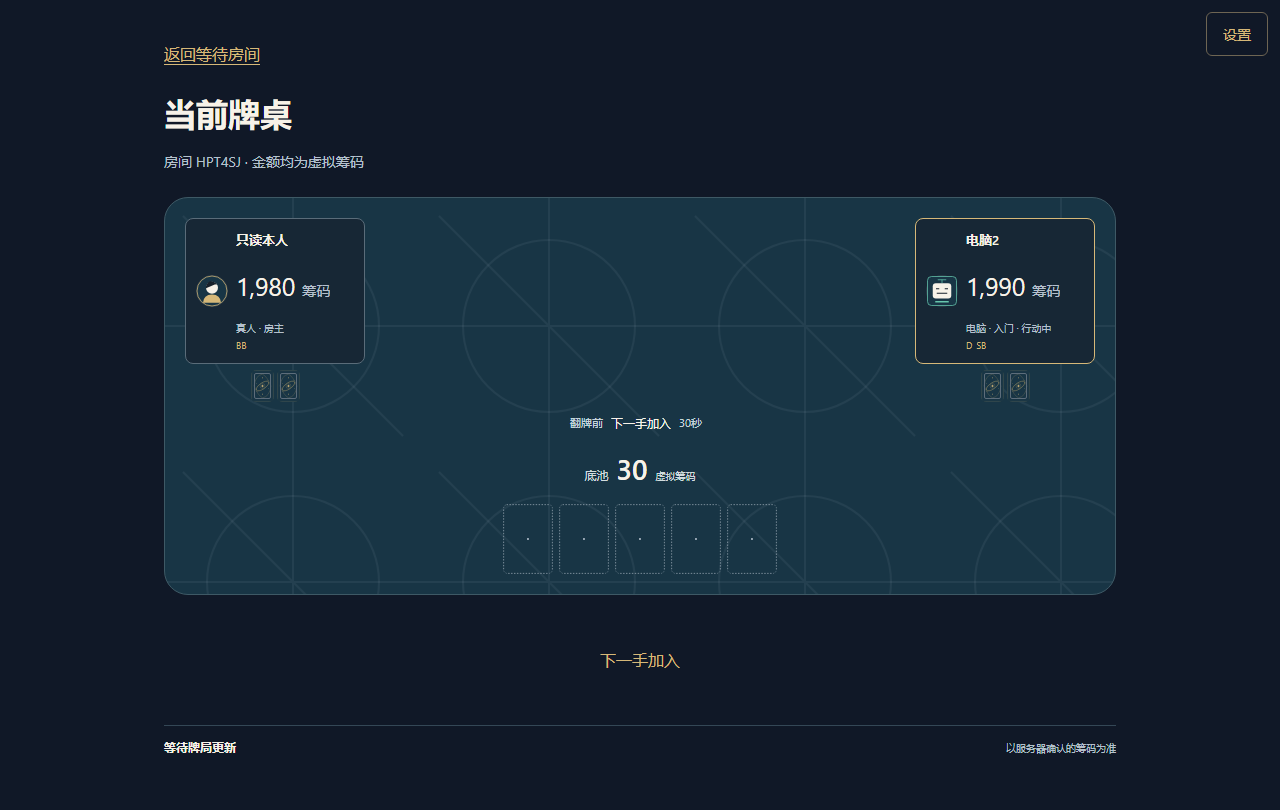 设置
返回等待房间
当前牌桌
房间 HPT4SJ · 金额均为虚拟筹码
只读本人
1,980 筹码
真人 · 房主
BB
电脑2
1,990 筹码
电脑 · 入门 · 行动中
D SB
翻牌前 下一手加入 30秒
底池 30 虚拟筹码
下一手加入
等待牌局更新
以服务器确认的筹码为准